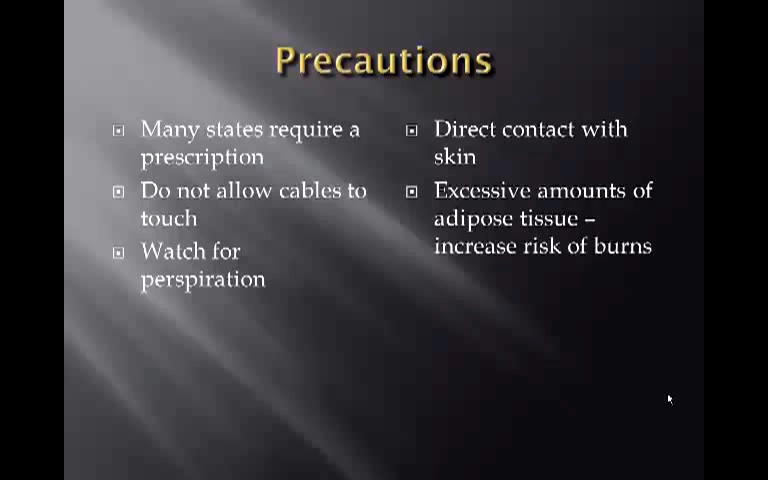 Precautions
Many states require a
prescription
Do not allow cables to
touch
Watch for
perspiration
Direct contact with
skin
Excessive amounts of
adipose tissue –
increase risk of burns